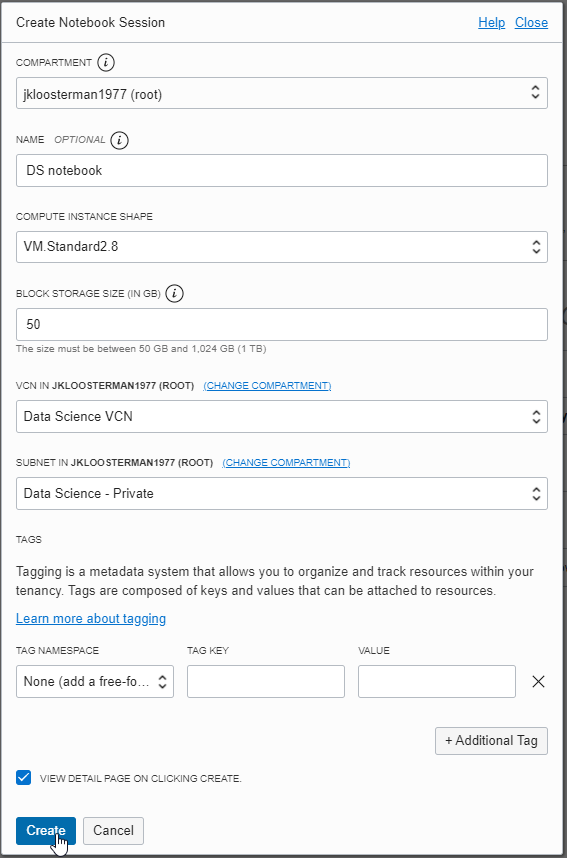 Create Notebook Session Help Close
COMPARTMENT i
jkloosterman1977 (root)
NAME OPTIONAL i
DS notebook
COMPUTE INSTANCE SHAPE
VM.Standard2.8
BLOCK STORAGE SIZE (IN GB) i
50
The size must be between 50 GB and 1,024 GB (1 TB)
VCN IN JKLOOSTERMAN1977 (ROOT) (CHANGE COMPARTMENT)
Data Science VCN
SUBNET IN JKLOOSTERMAN1977 (ROOT) (CHANGE COMPARTMENT)
Data Science - Private
TAGS
Tagging is a metadata system that allows you to organize and track resources within your
tenancy. Tags are composed of keys and values that can be attached to resources.
Learn more about tagging
TAG NAMESPACE TAG KEY VALUE
None (add a free-fo...
+ Additional Tag
VIEW DETAIL PAGE ON CLICKING CREATE.
Create Cancel